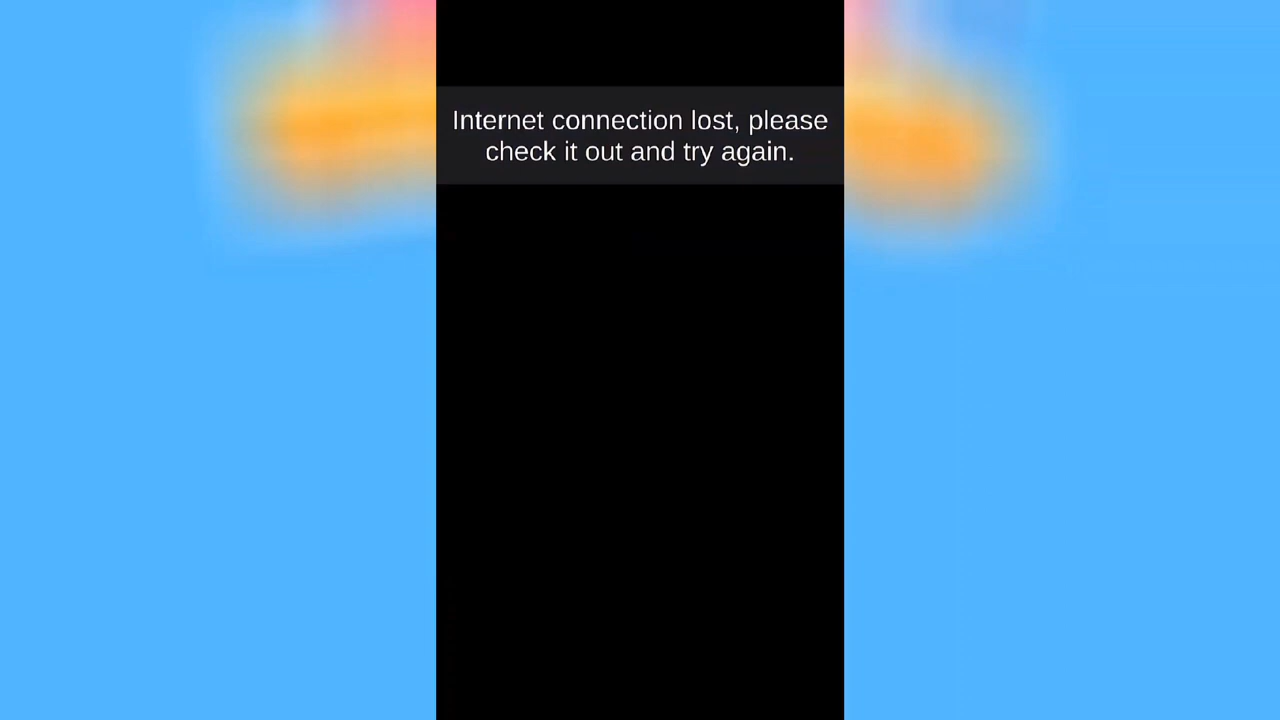 Internet connection lost, please
check it out and try again.